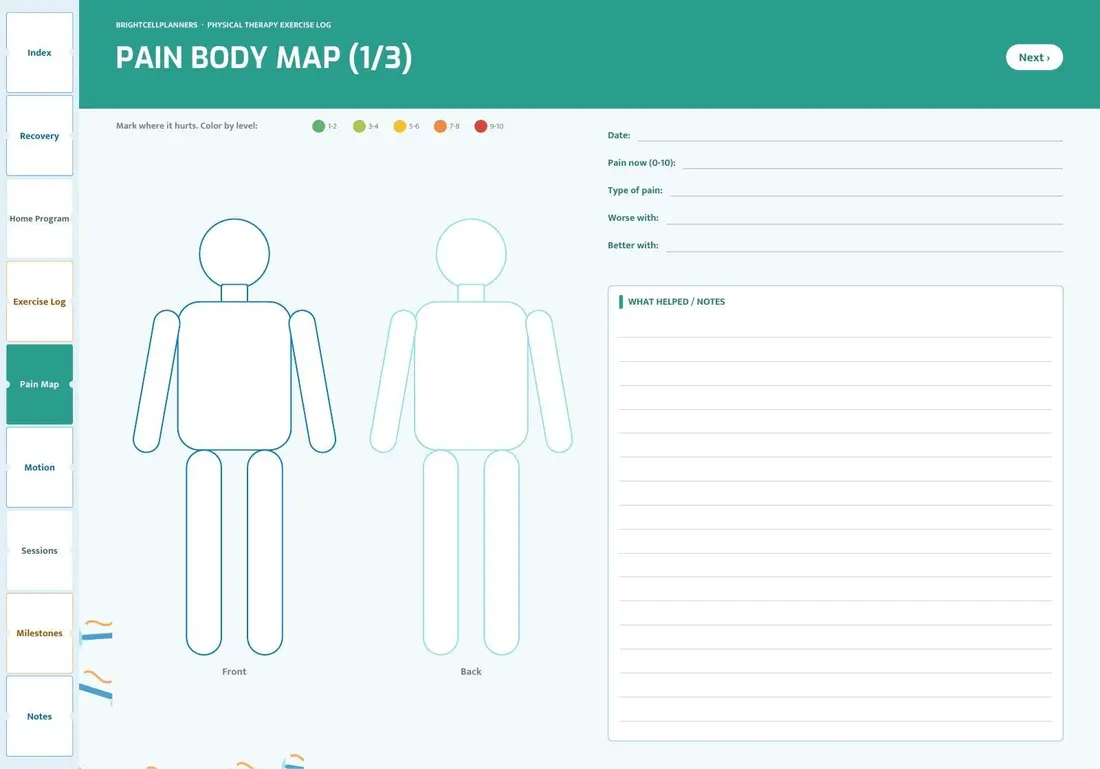 Index
Recovery
Home Program
Exercise Log
Pain Map
Motion
Sessions
Milestones
Notes
BRIGHTCELLPLANNERS · PHYSICAL THERAPY EXERCISE LOG
PAIN BODY MAP (1/3)
Next ›
Mark where it hurts. Color by level:
1-2
3-4
5-6
7-8
9-10
Front
Back
Date:
Pain now (0-10):
Type of pain:
Worse with:
Better with:
WHAT HELPED / NOTES